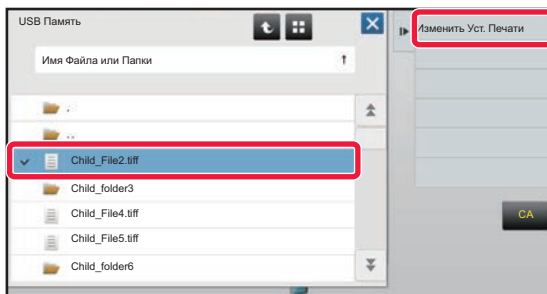 USB Память
Изменить Уст. Печати
Имя Файла или Папки
.
..
Child_File2.tiff
Child_folder3
Child_File4.tiff
Child_File5.tiff
Child_folder6
CA